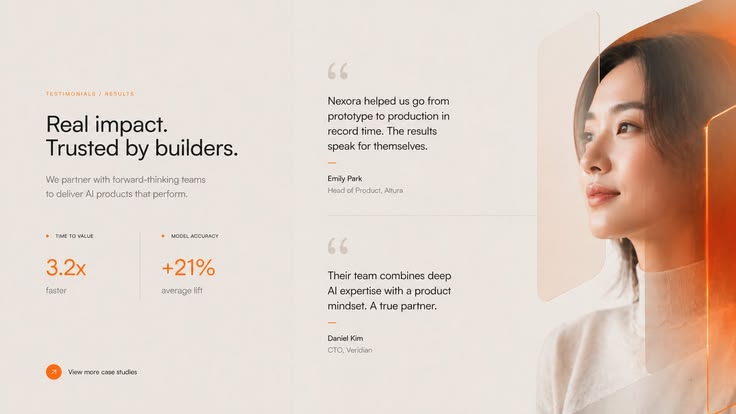 TESTIMONIALS / RESULTS
Real impact.
Trusted by builders.
We partner with forward-thinking teams
to deliver AI products that perform.
TIME TO VALUE
3.2x
faster
MODEL ACCURACY
+21%
average lift
View more case studies
“
Nexora helped us go from
prototype to production in
record time. The results
speak for themselves.
Emily Park
Head of Product, Altura
“
Their team combines deep
AI expertise with a product
mindset. A true partner.
Daniel Kim
CTO, Veridian